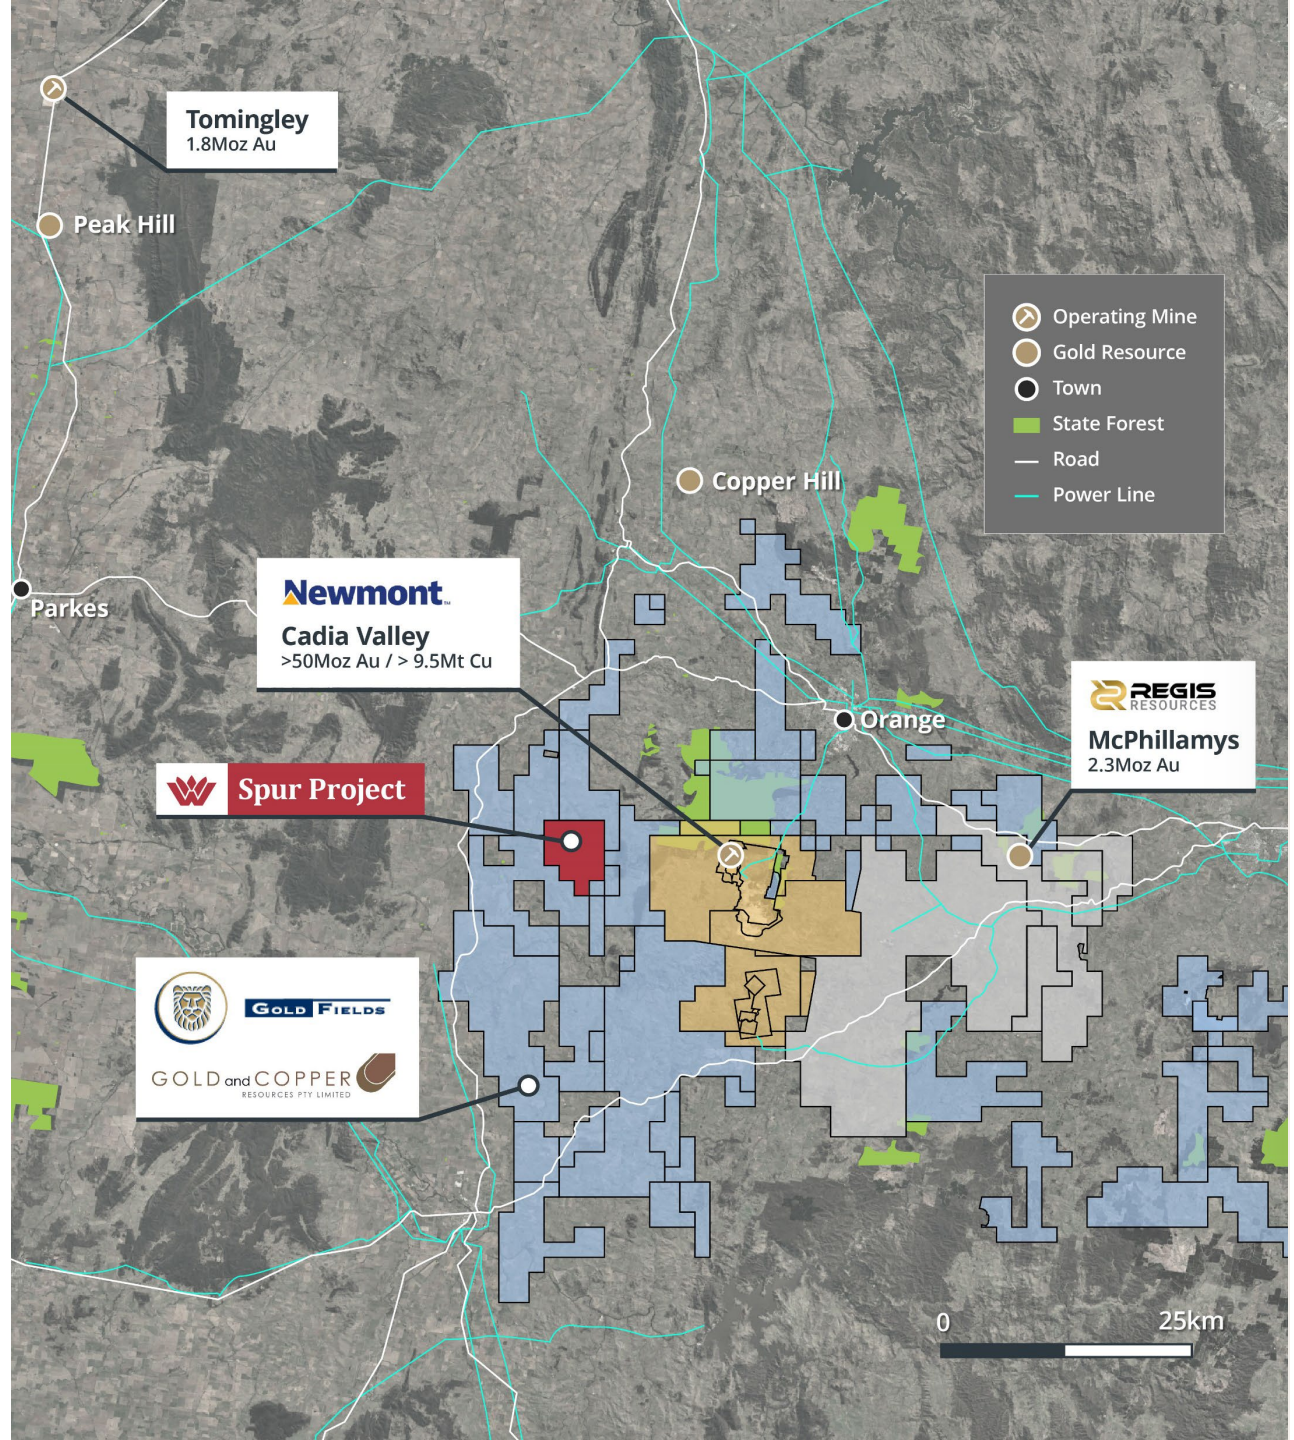 Tomingley
1.8Moz Au
Peak Hill
Operating Mine
Gold Resource
Town
State Forest
Road
Power Line
Copper Hill
Parkes
Newmont™
Cadia Valley
>50Moz Au / > 9.5Mt Cu
Orange
REGIS
RESOURCES
McPhillamys
2.3Moz Au
Spur Project
GOLD FIELDS
GOLD and COPPER
RESOURCES PTY LIMITED
0 25km